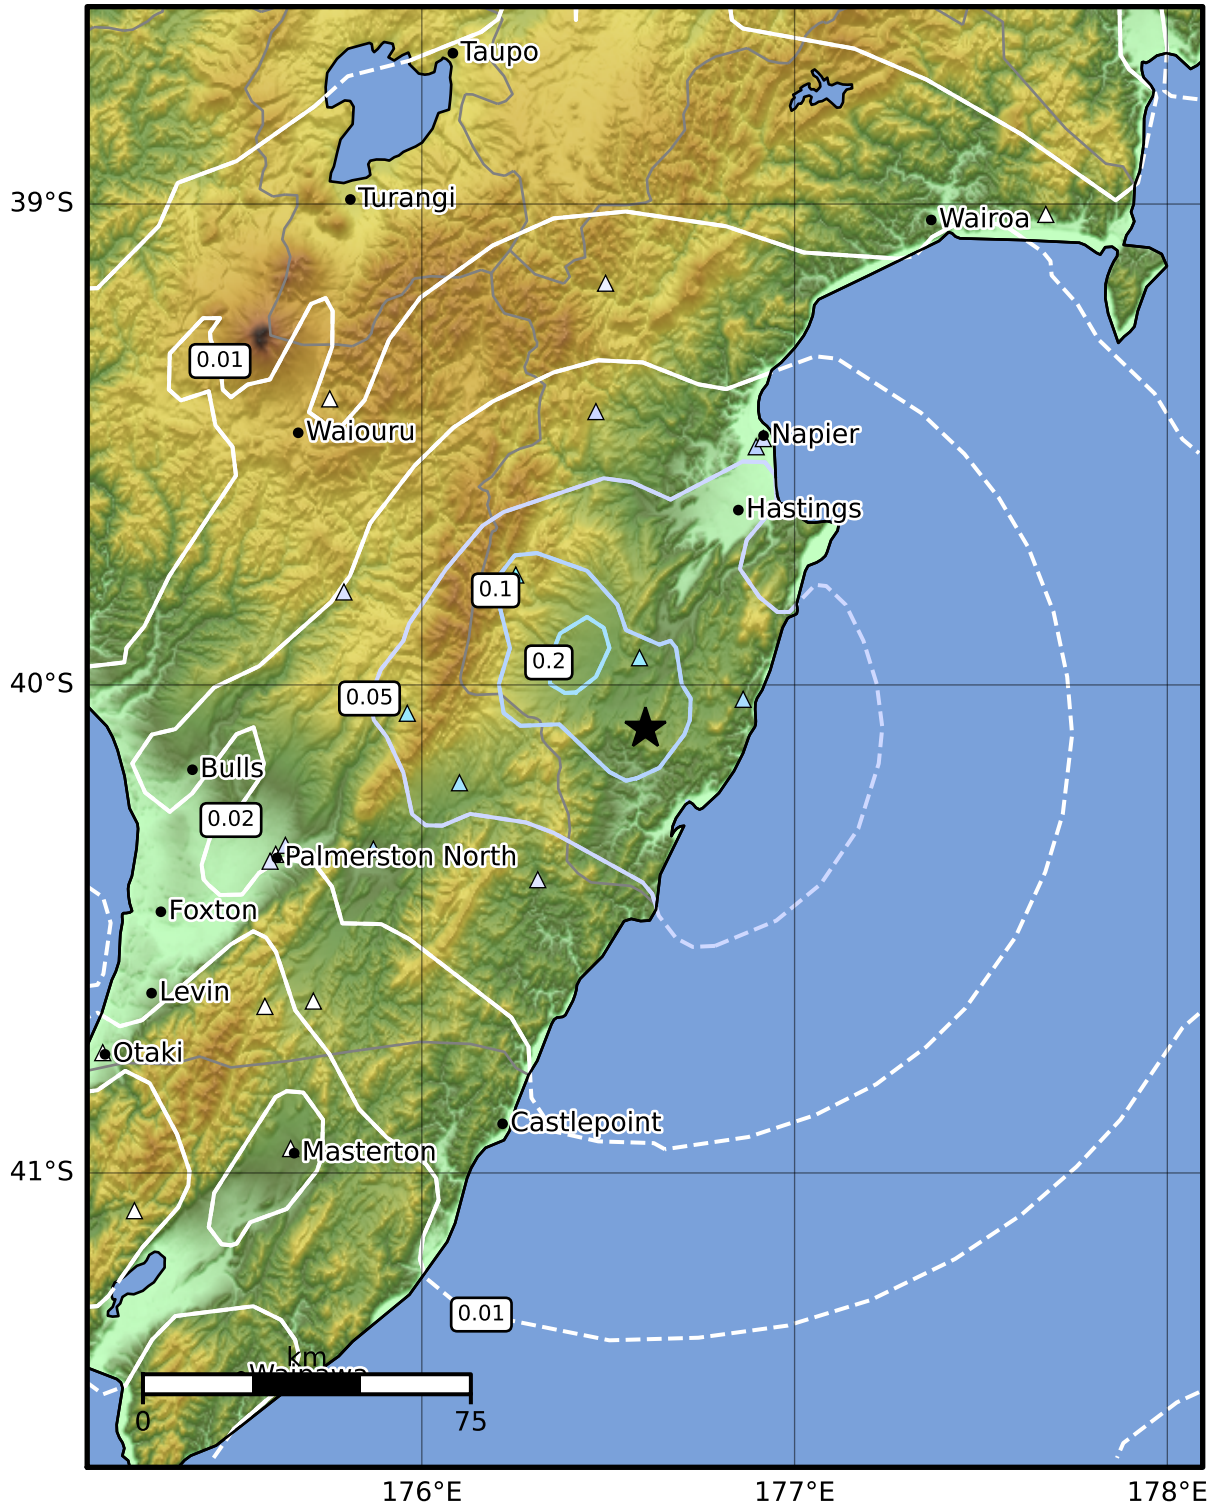 Taupo
39°S
Turangi
Wairoa
0.01
Waiouru
Napier
Hastings
0.1
0.2
40°S
0.05
Bulls
0.02
Palmerston North
Foxton
Levin
Otaki
Castlepoint
Masterton
41°S
0.01
km
0
75
176°E
177°E
178°E